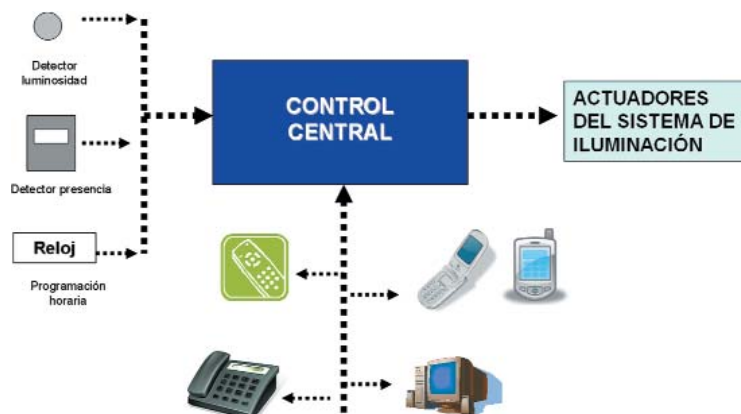 Detector
luminosidad
Detector presencia
Reloj
Programación
horaria
CONTROL
CENTRAL
ACTUADORES
DEL SISTEMA DE
ILUMINACIÓN